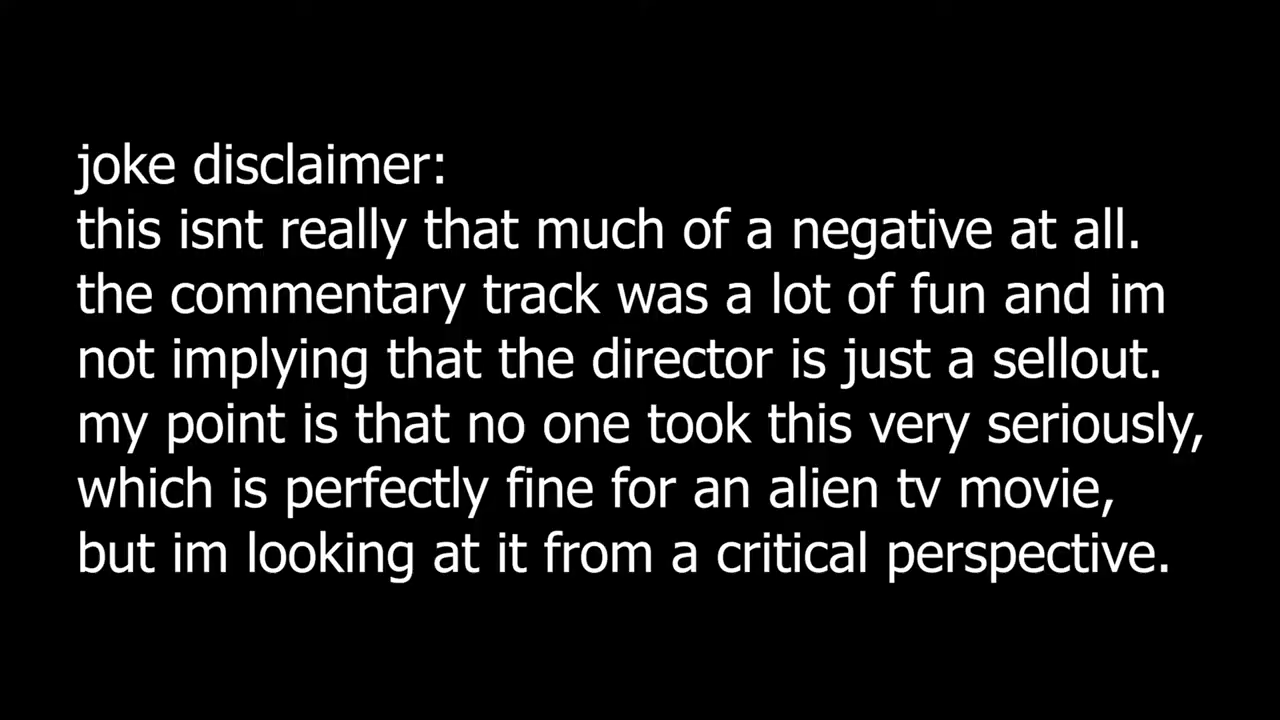 joke disclaimer:
this isnt really that much of a negative at all.
the commentary track was a lot of fun and im
not implying that the director is just a sellout.
my point is that no one took this very seriously,
which is perfectly fine for an alien tv movie,
but im looking at it from a critical perspective.